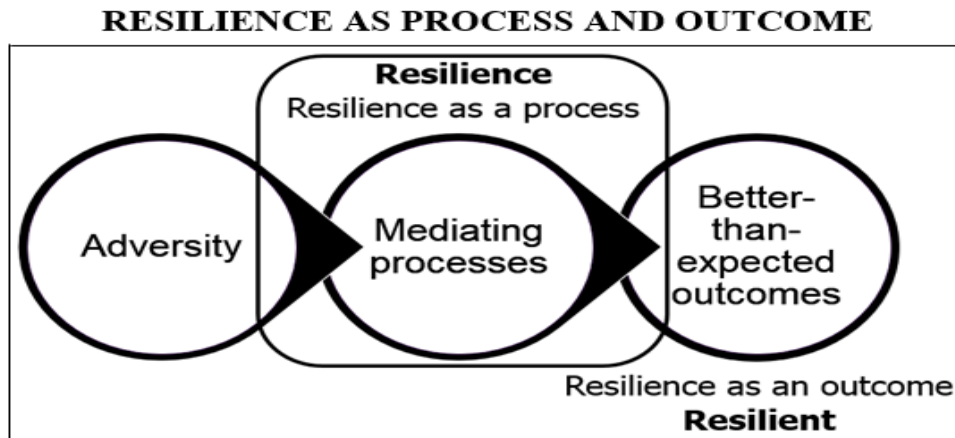 RESILIENCE AS PROCESS AND OUTCOME
Resilience
Resilience as a process
Adversity
Mediating
processes
Better-
than-
expected
outcomes
Resilience as an outcome
Resilient